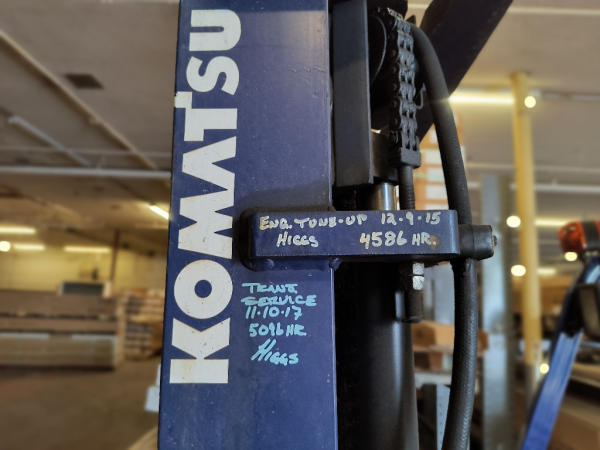 KOMATSU
ENG. TUNE-UP 12-9-15
HIGGS 4586 HR.
TRANS
SERVICE
11-10-17
5096 HR
HIGGS